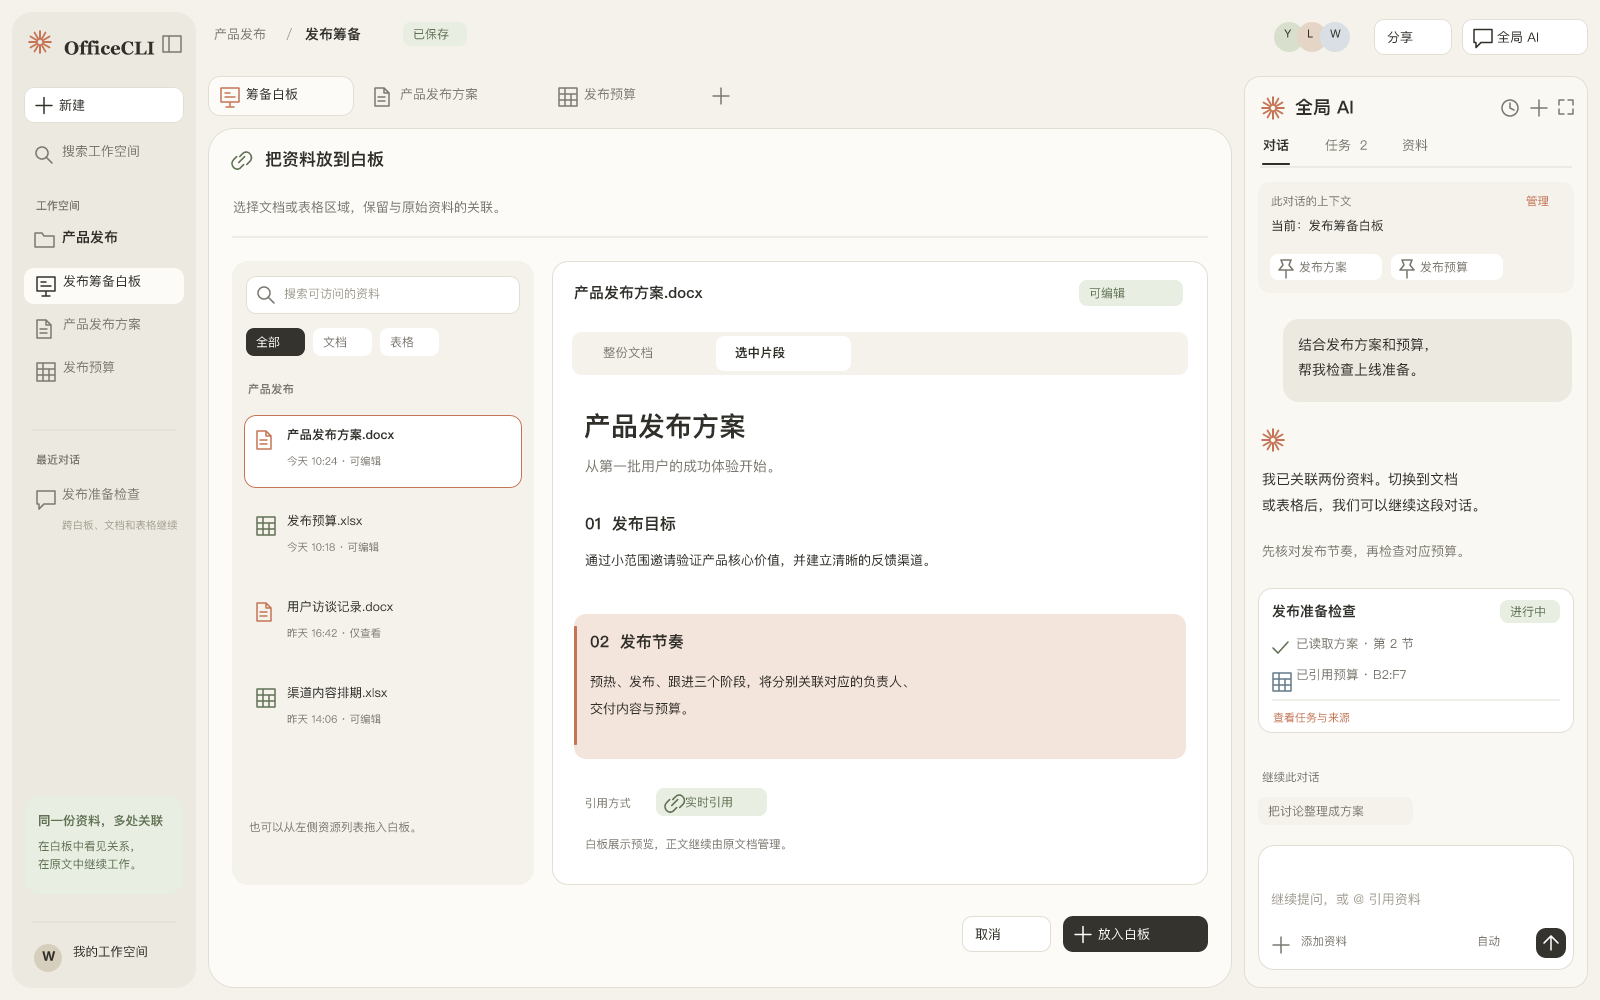 OfficeCLI
新建
搜索工作空间
工作空间
产品发布
发布筹备白板
产品发布方案
发布预算
最近对话
发布准备检查
跨白板、文档和表格继续
同一份资料，多处关联
在白板中看见关系，
在原文中继续工作。
W
我的工作空间
产品发布 / 发布筹备
已保存
Y L W
分享
全局 AI
筹备白板
产品发布方案
发布预算
把资料放到白板
选择文档或表格区域，保留与原始资料的关联。
搜索可访问的资料
全部
文档
表格
产品发布
产品发布方案.docx
今天 10:24 · 可编辑
发布预算.xlsx
今天 10:18 · 可编辑
用户访谈记录.docx
昨天 16:42 · 仅查看
渠道内容排期.xlsx
昨天 14:06 · 可编辑
也可以从左侧资源列表拖入白板。
产品发布方案.docx
可编辑
整份文档
选中片段
产品发布方案
从第一批用户的成功体验开始。
01 发布目标
通过小范围邀请验证产品核心价值，并建立清晰的反馈渠道。
02 发布节奏
预热、发布、跟进三个阶段，将分别关联对应的负责人、
交付内容与预算。
引用方式
实时引用
白板展示预览，正文继续由原文档管理。
取消
放入白板
全局 AI
对话
任务 2
资料
此对话的上下文
管理
当前：发布筹备白板
发布方案
发布预算
结合发布方案和预算，
帮我检查上线准备。
我已关联两份资料。切换到文档
或表格后，我们可以继续这段对话。
先核对发布节奏，再检查对应预算。
发布准备检查
进行中
已读取方案 · 第 2 节
已引用预算 · B2:F7
查看任务与来源
继续此对话
把讨论整理成方案
继续提问，或 @ 引用资料
添加资料
自动